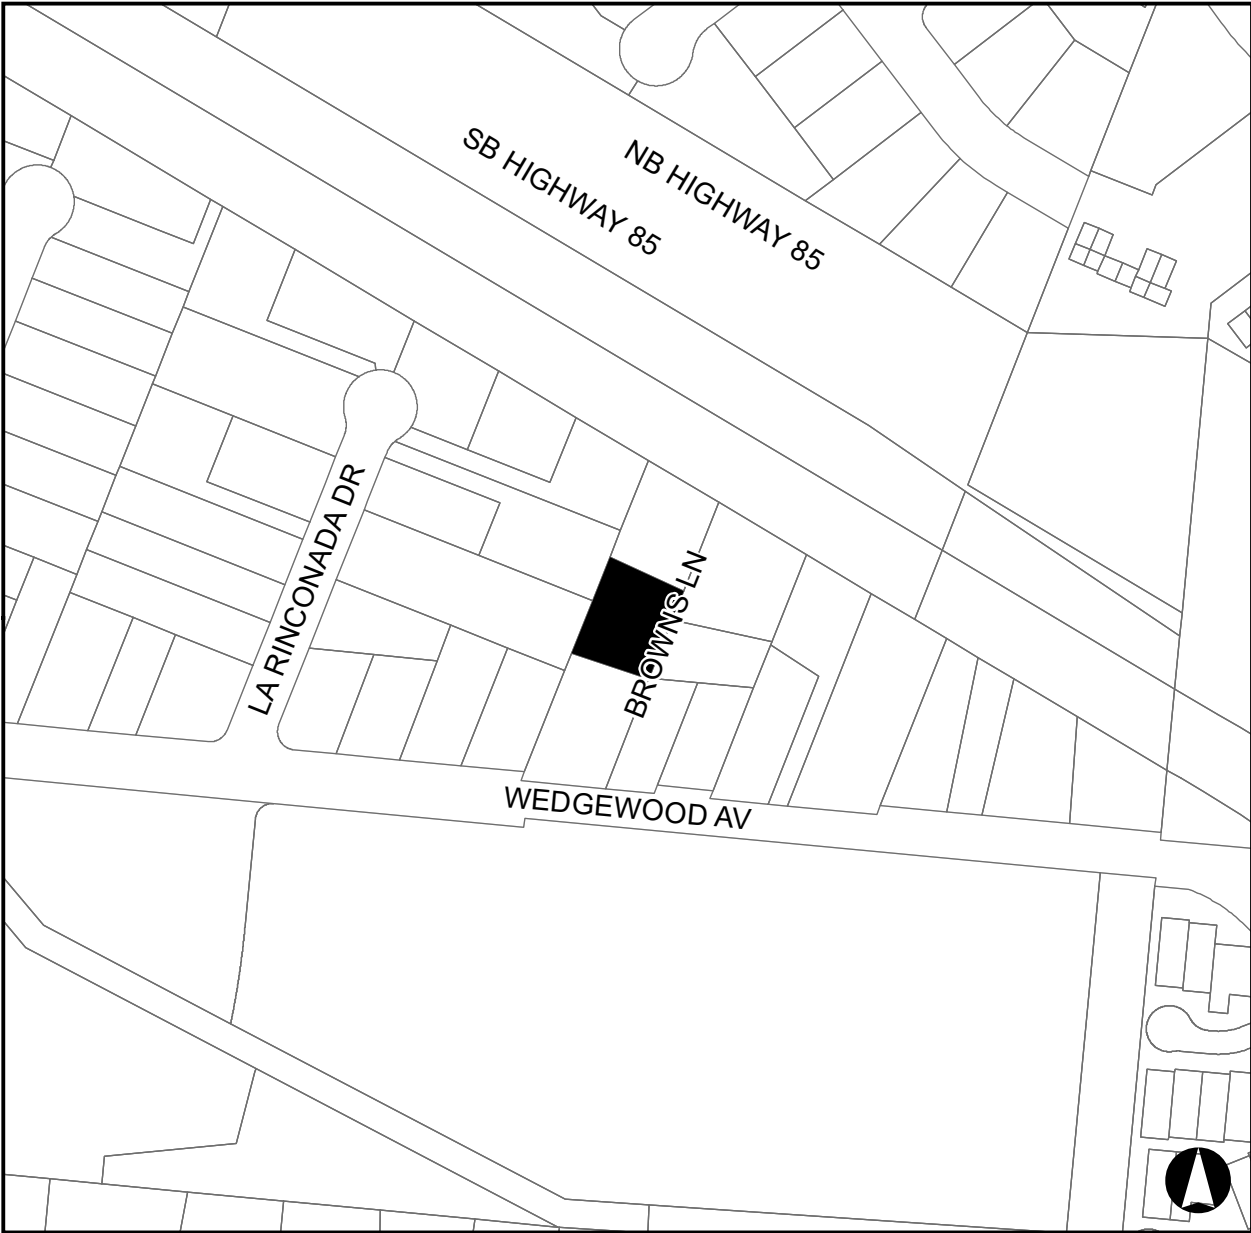 SB HIGHWAY 85
NB HIGHWAY 85
LA RINCONADA DR
BROWNS LN
WEDGEWOOD AV